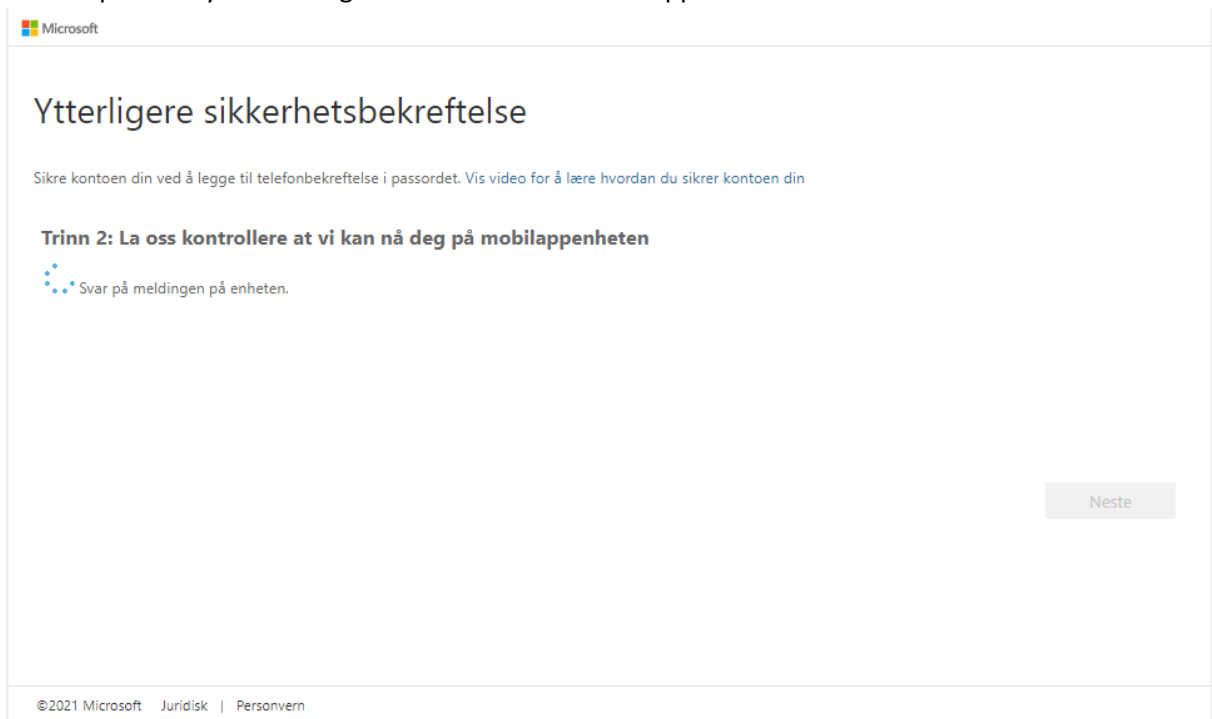 Microsoft
Ytterligere sikkerhetsbekreftelse
Sikre kontoen din ved å legge til telefonbekreftelse i passordet. Vis video for å lære hvordan du sikrer kontoen din
Trinn 2: La oss kontrollere at vi kan nå deg på mobilappenheten
Svar på meldingen på enheten.
Neste
©2021 Microsoft Juridisk | Personvern